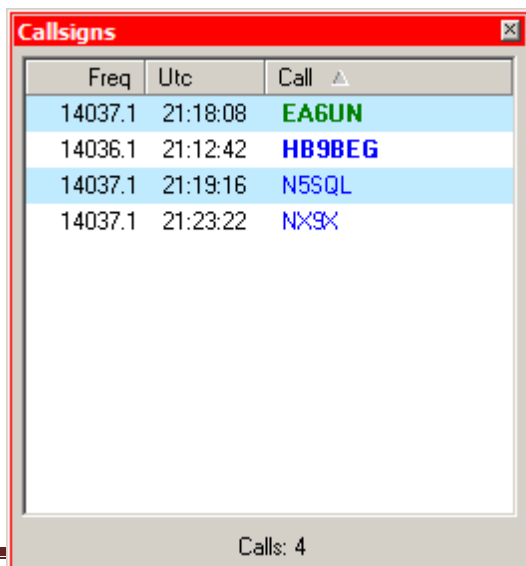 Callsigns
Freq Utc Call
14037.1 21:18:08 EA6UN
14036.1 21:12:42 HB9BEG
14037.1 21:19:16 N5SQL
14037.1 21:23:22 NX9X
Calls: 4